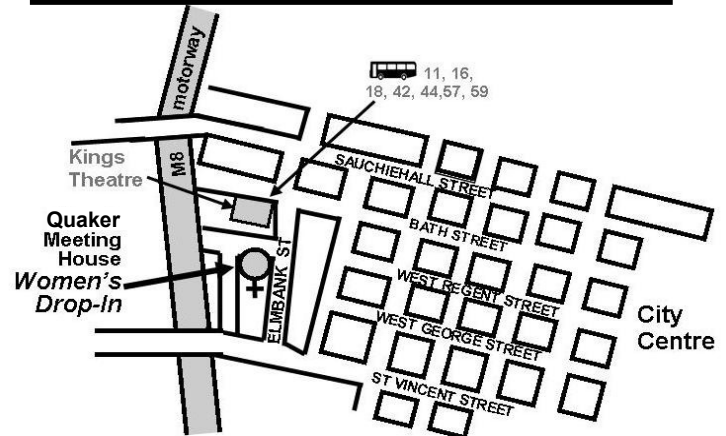 motorway
M8
11, 16,
18, 42, 44,57, 59
Kings
Theatre
Quaker
Meeting
House
Women's
Drop-In
ELMBANK ST
SAUCHIEHALL STREET
BATH STREET
WEST REGENT STREET
WEST GEORGE STREET
ST VINCENT STREET
City
Centre